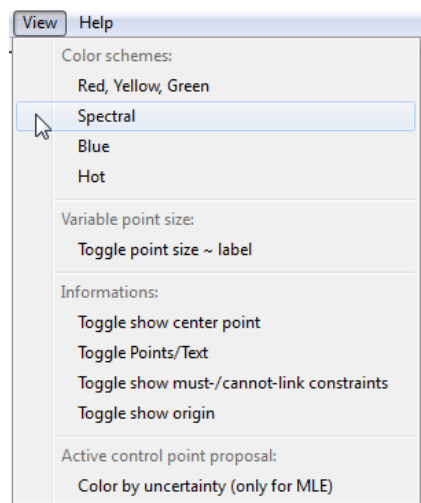 View Help
Color schemes:
Red, Yellow, Green
Spectral
Blue
Hot
Variable point size:
Toggle point size ~ label
Informations:
Toggle show center point
Toggle Points/Text
Toggle show must-/cannot-link constraints
Toggle show origin
Active control point proposal:
Color by uncertainty (only for MLE)